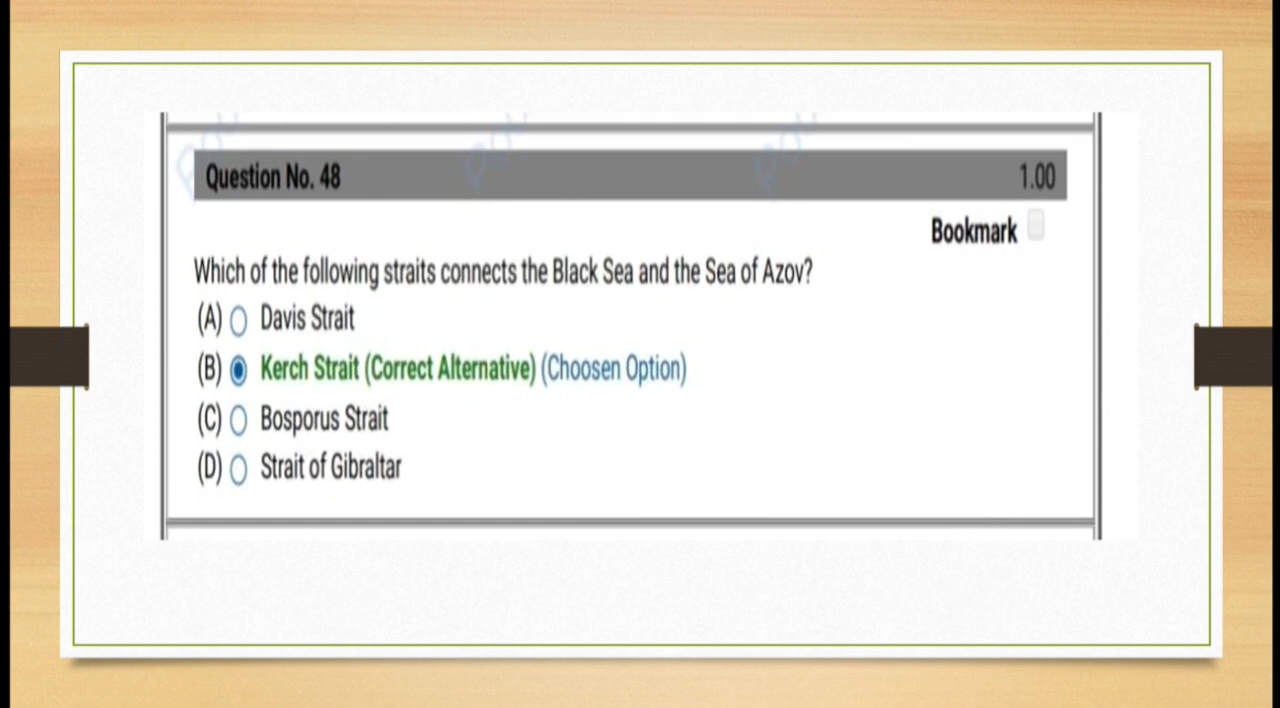 Question No. 48 1.00
Bookmark
Which of the following straits connects the Black Sea and the Sea of Azov?
(A) Davis Strait
(B) Kerch Strait (Correct Alternative) (Choosen Option)
(C) Bosporus Strait
(D) Strait of Gibraltar